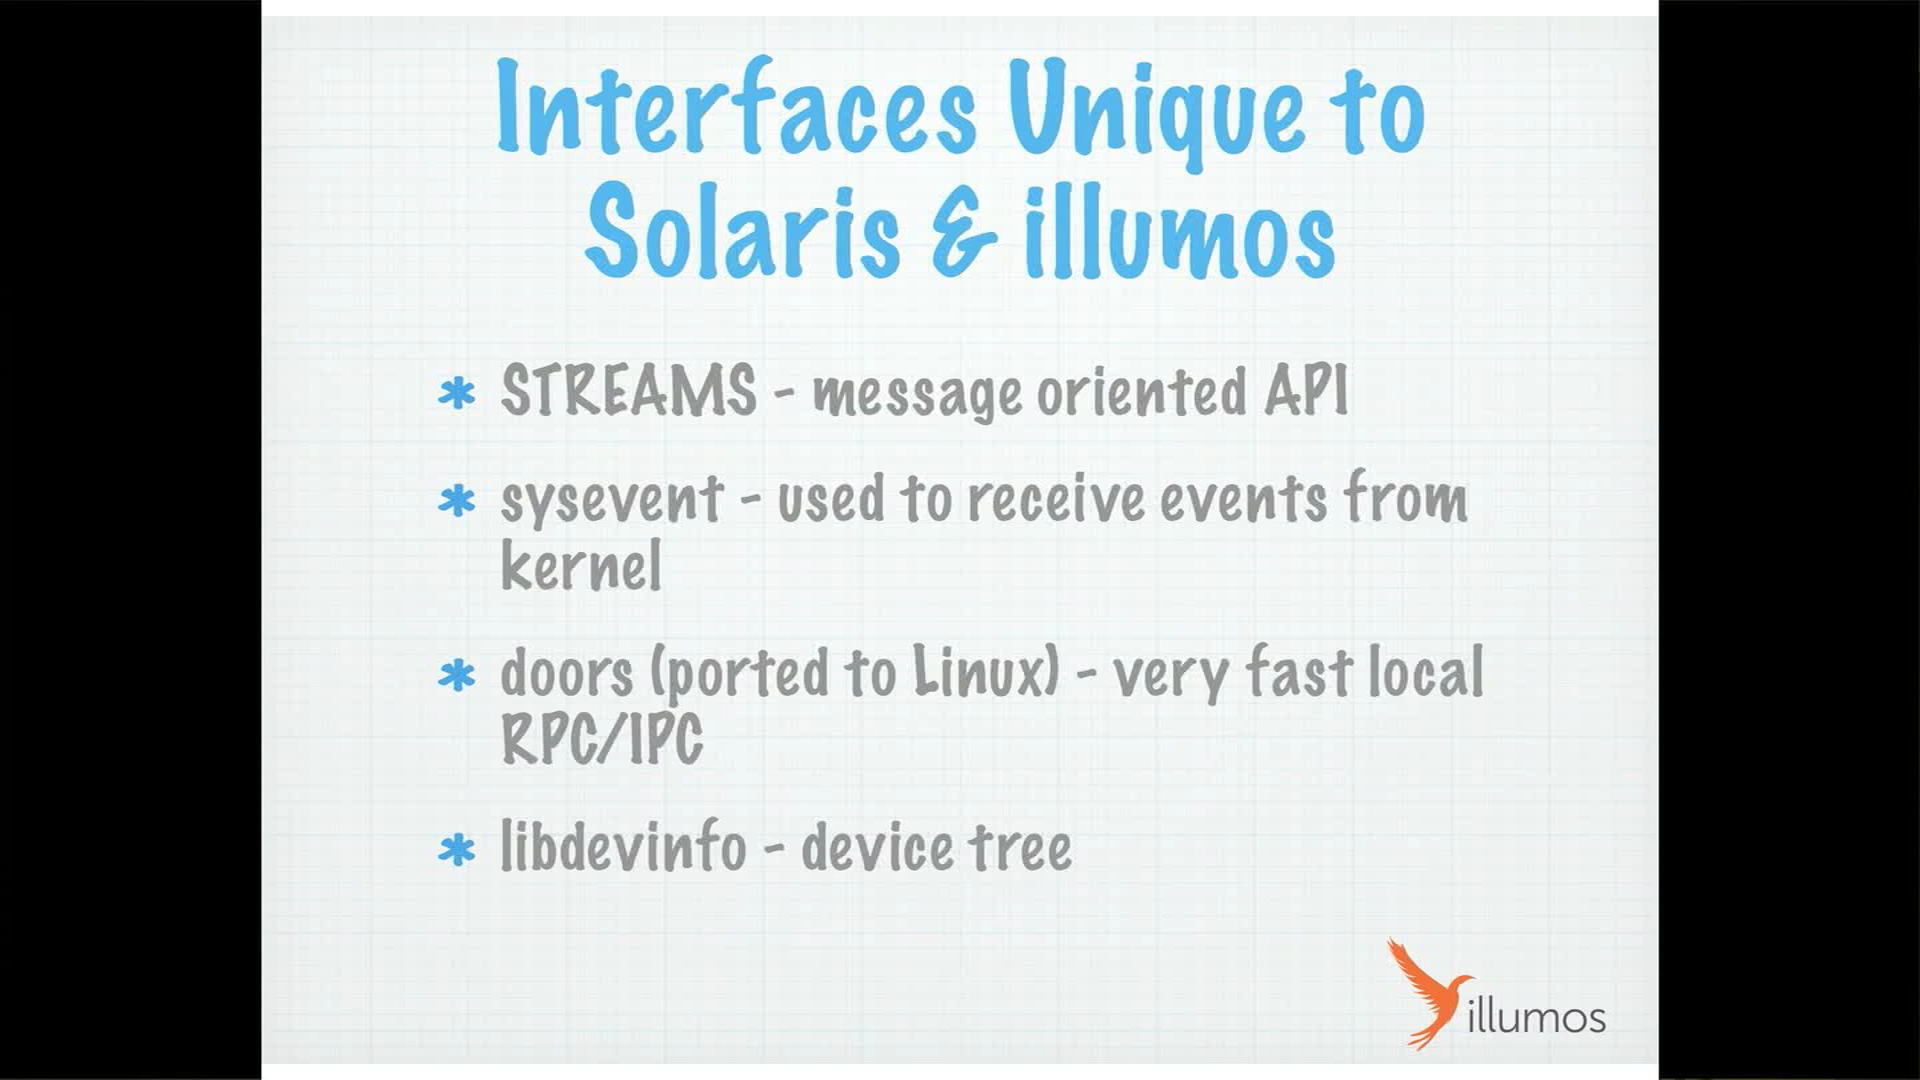 Interfaces Unique to
Solaris & illumos
* STREAMS - message oriented API
* sysevent - used to receive events from
kernel
* doors (ported to Linux) - very fast local
RPC/IPC
* libdevinfo - device tree
illumos